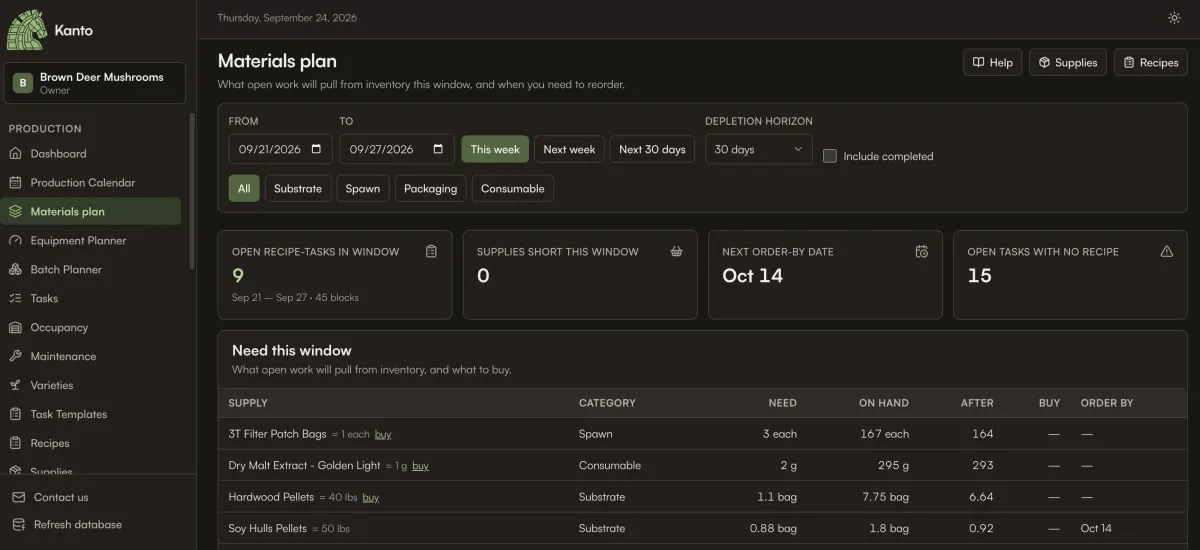 Kanto
Thursday, September 24, 2026
B
Brown Deer Mushrooms
Owner
PRODUCTION
Dashboard
Production Calendar
Materials plan
Equipment Planner
Batch Planner
Tasks
Occupancy
Maintenance
Varieties
Task Templates
Recipes
Supplies
Contact us
Refresh database
Materials plan
What open work will pull from inventory this window, and when you need to reorder.
Help
Supplies
Recipes
FROM TO DEPLETION HORIZON
09/21/2026 09/27/2026 This week Next week Next 30 days 30 days Include completed
All Substrate Spawn Packaging Consumable
OPEN RECIPE-TASKS IN WINDOW
9
Sep 21 — Sep 27 • 45 blocks
SUPPLIES SHORT THIS WINDOW
0
NEXT ORDER-BY DATE
Oct 14
OPEN TASKS WITH NO RECIPE
15
Need this window
What open work will pull from inventory, and what to buy.
SUPPLY CATEGORY NEED ON HAND AFTER BUY ORDER BY
3T Filter Patch Bags = 1 each buy Spawn 3 each 167 each 164 — —
Dry Malt Extract - Golden Light = 1 g buy Consumable 2 g 295 g 293 — —
Hardwood Pellets = 40 lbs buy Substrate 1.1 bag 7.75 bag 6.64 — —
Soy Hulls Pellets = 50 lbs Substrate 0.88 bag 1.8 bag 0.92 — Oct 14